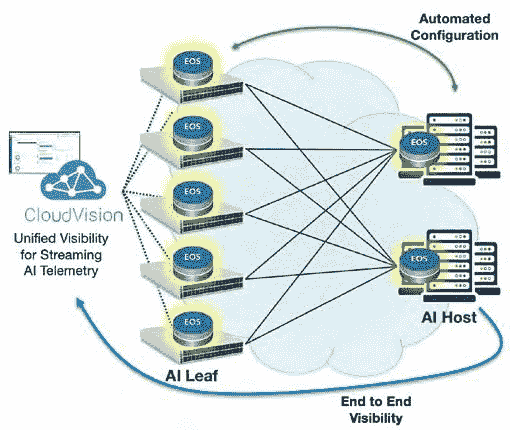 Automated
Configuration
EOS
EOS
EOS
EOS
EOS
EOS
EOS
CloudVision
Unified Visibility
for Streaming
AI Telemetry
AI Leaf
AI Host
End to End
Visibility